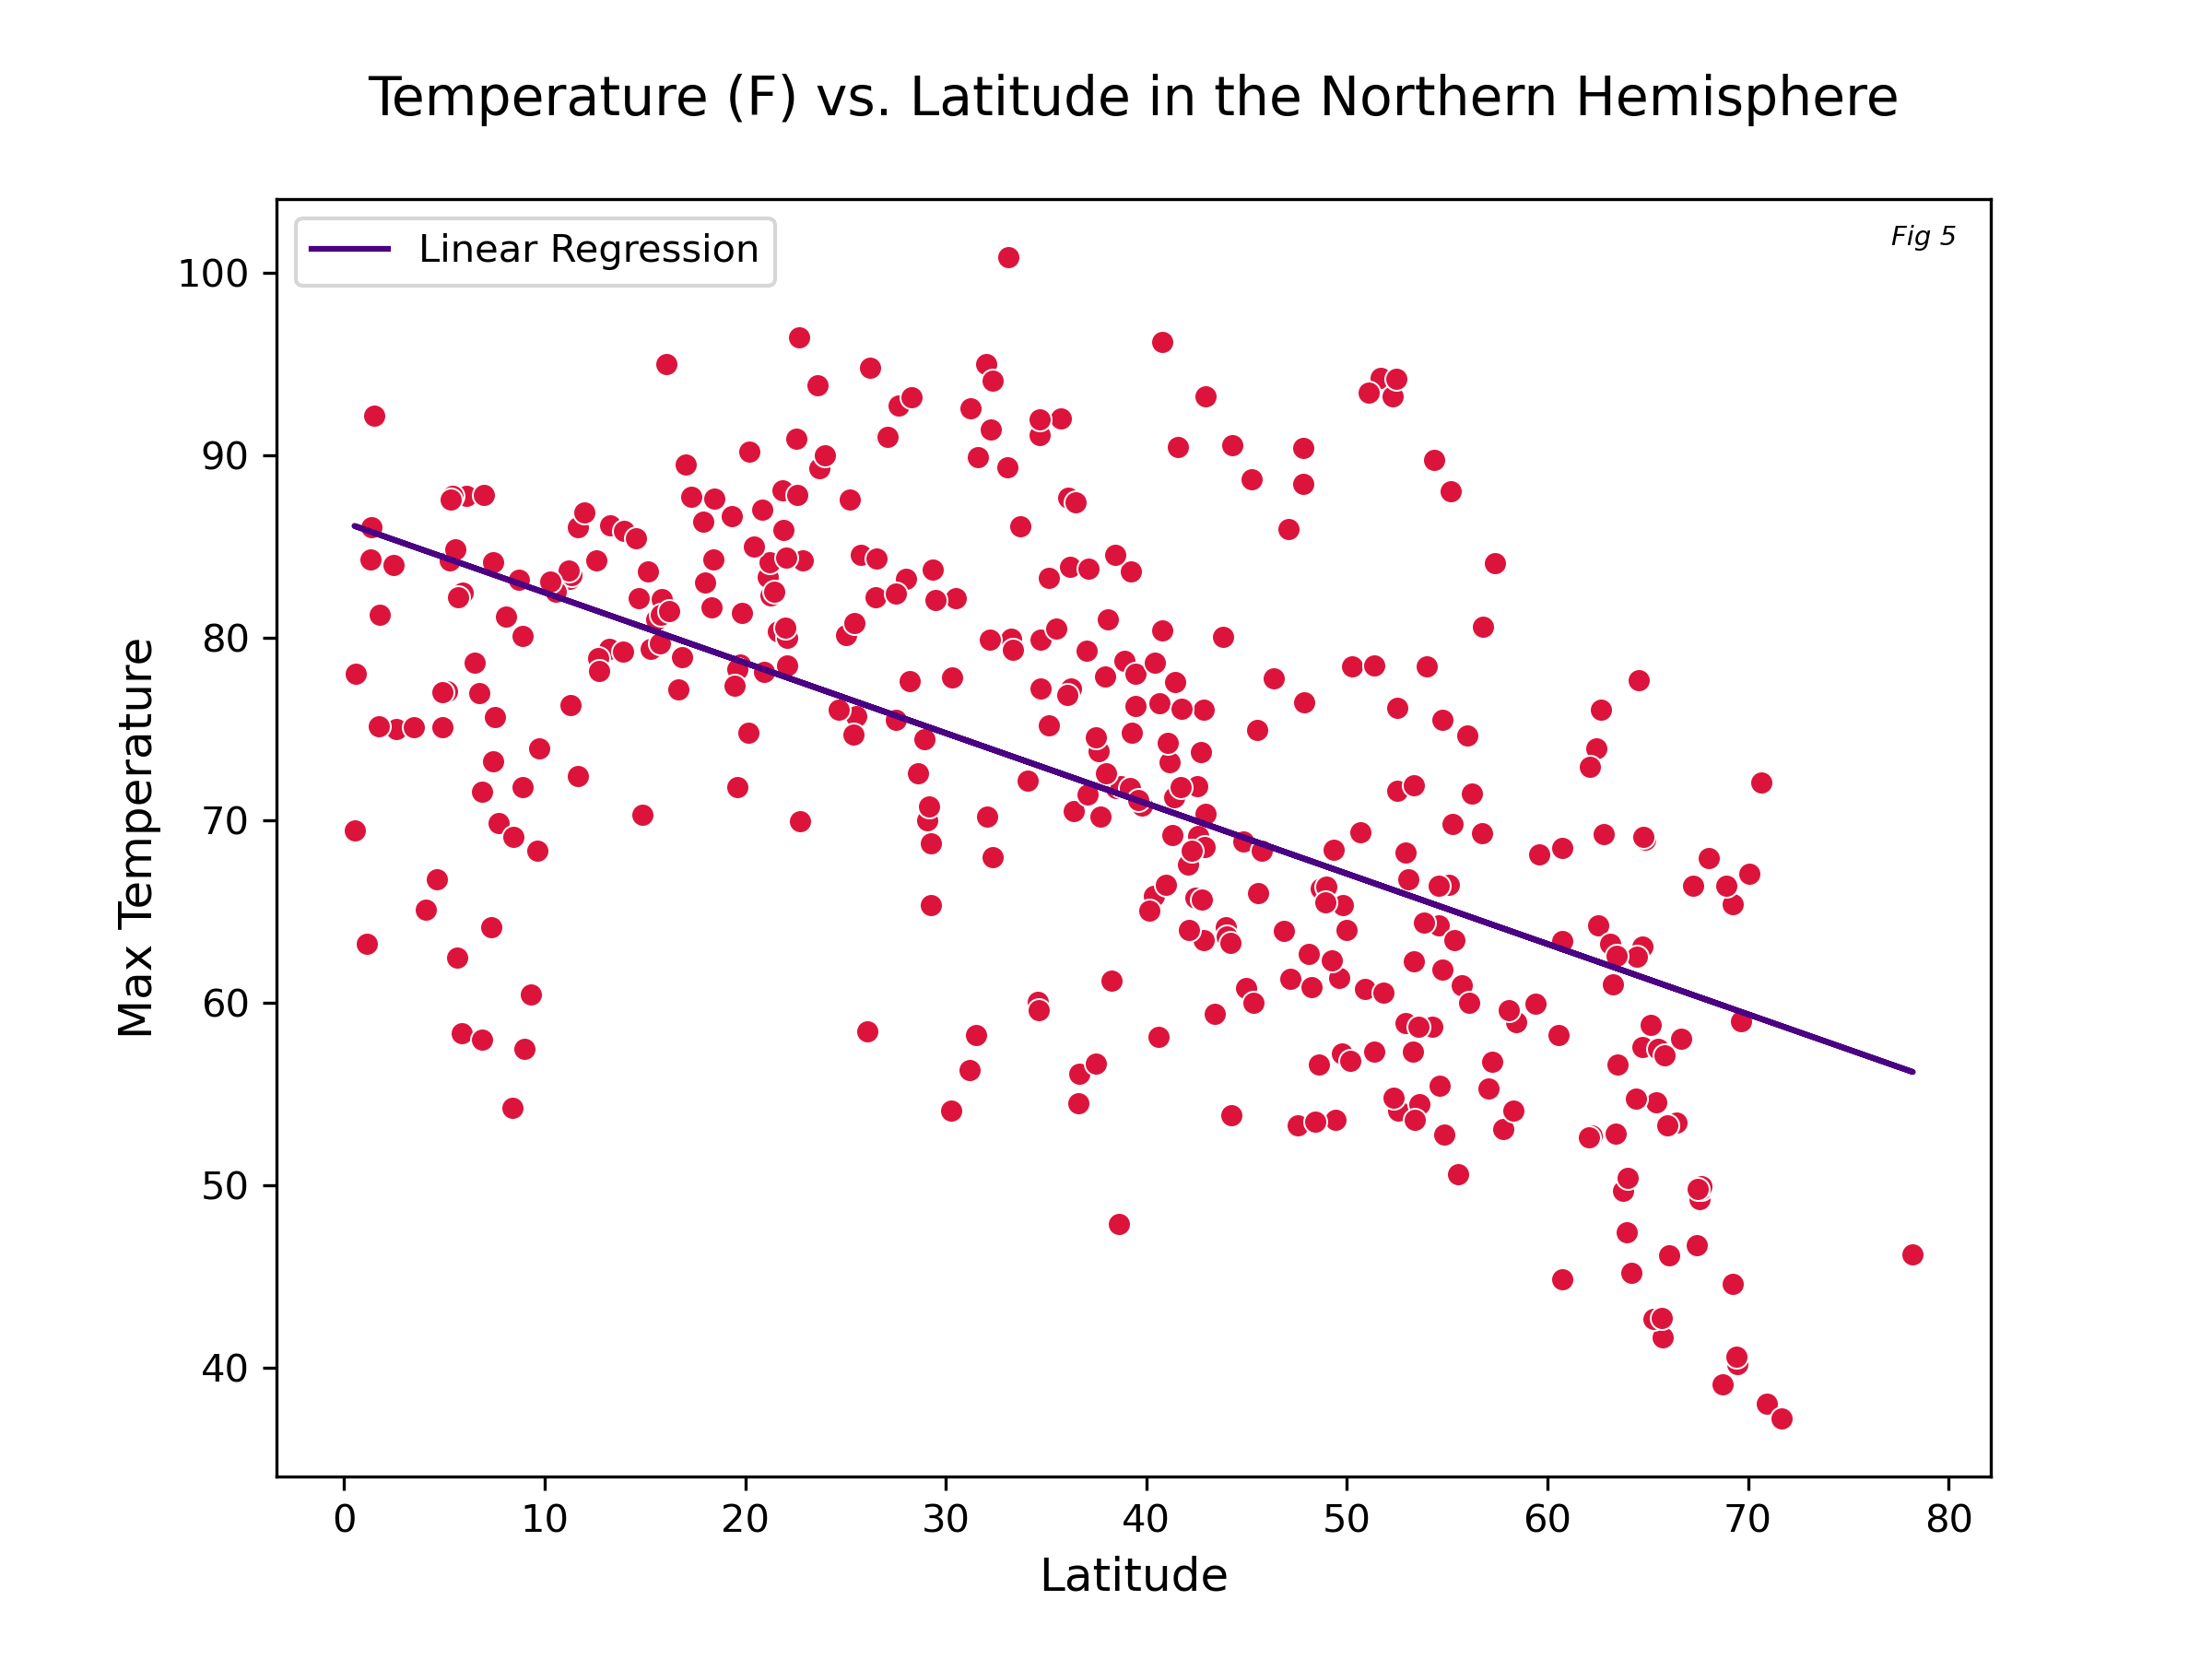 Temperature (F) vs. Latitude in the Northern Hemisphere
Linear Regression
Fig 5
100
90
80
70
60
50
40
Max Temperature
0 10 20 30 40 50 60 70 80
Latitude